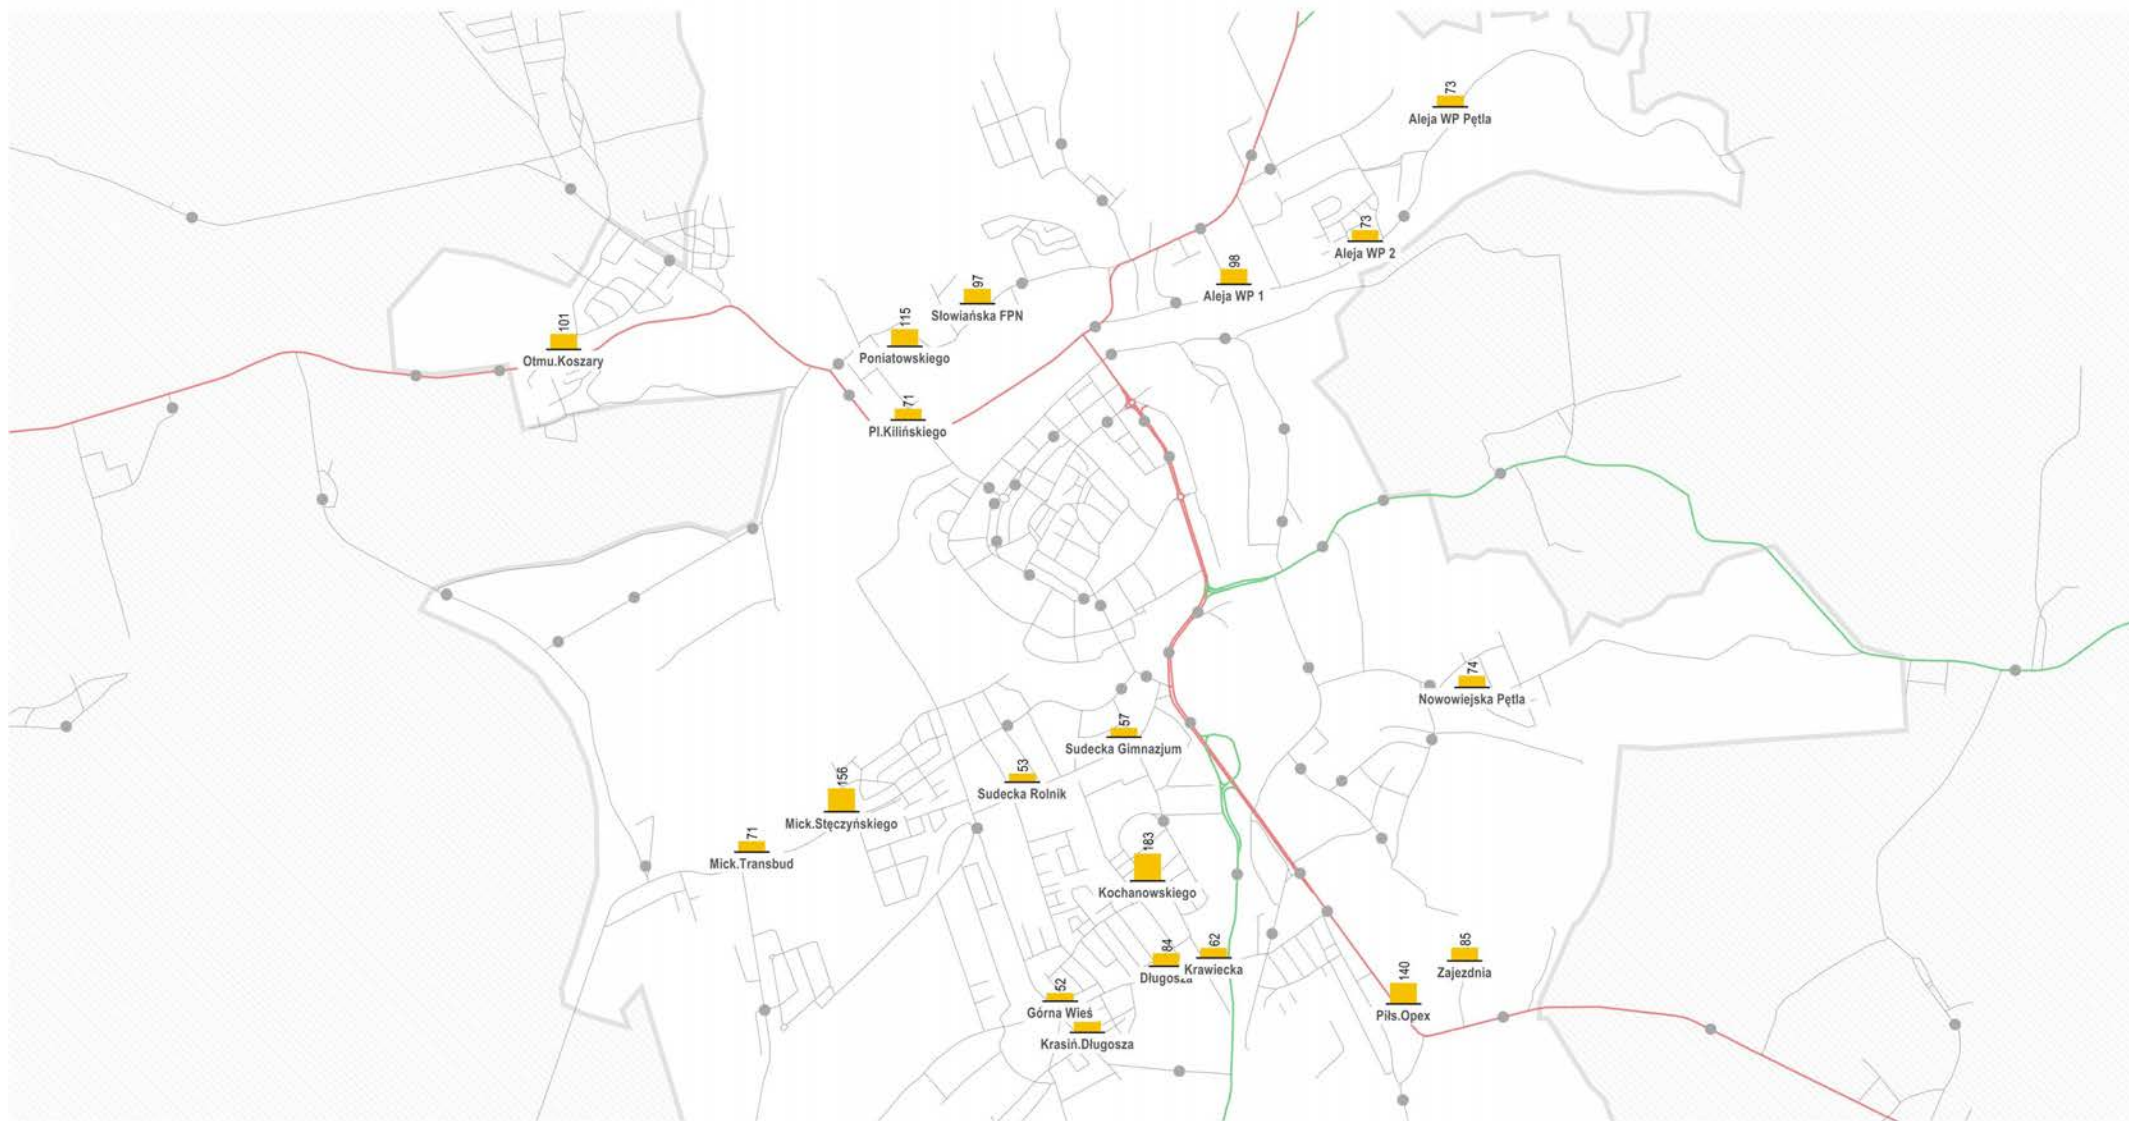 73
Aleja WP Pętla
73
Aleja WP 2
98
Aleja WP 1
97
Słowiańska FPN
115
Poniatowskiego
101
Otmu.Koszary
71
Pl.Kilińskiego
74
Nowowiejska Pętla
57
Sudecka Gimnazjum
53
Sudecka Rolnik
156
Mick.Stęczyńskiego
71
Mick.Transbud
183
Kochanowskiego
84
Długosza
62
Krawiecka
85
Zajezdnia
140
Piłs.Opex
52
Górna Wieś
Krasiń.Długosza